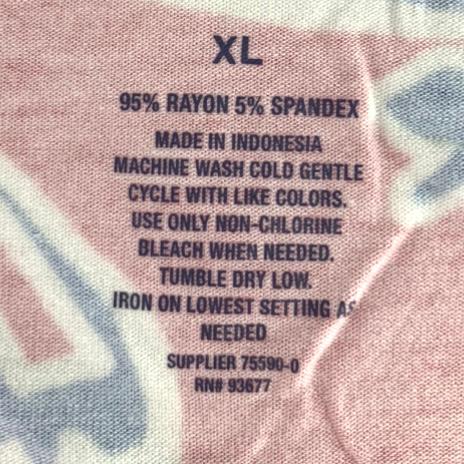 XL
95% RAYON 5% SPANDEX
MADE IN INDONESIA
MACHINE WASH COLD GENTLE
CYCLE WITH LIKE COLORS.
USE ONLY NON-CHLORINE
BLEACH WHEN NEEDED.
TUMBLE DRY LOW.
IRON ON LOWEST SETTING AS
NEEDED
SUPPLIER 75590-0
RN# 93677